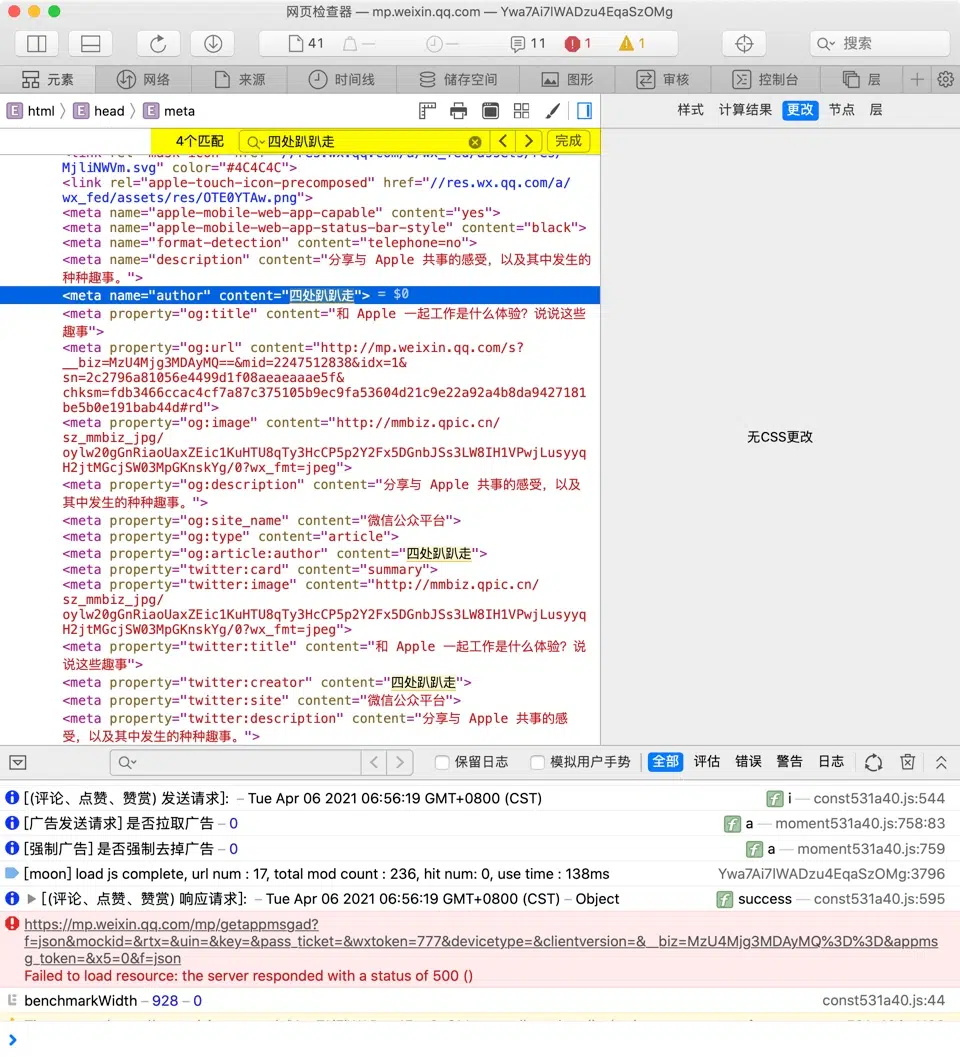 网页检查器 — mp.weixin.qq.com — Ywa7Ai7IWADzu4EqaSzOMg
41 — — 11 1 1 搜索
元素 网络 来源 时间线 储存空间 图形 审核 控制台 层
E html E head E meta 样式 计算结果 更改 节点 层
4个匹配 四处趴趴走 完成
MjliNWVm.svg" color="#4C4C4C">
<link rel="apple-touch-icon-precomposed" href="//res.wx.qq.com/a/
wx_fed/assets/res/OTE0YTAw.png">
<meta name="apple-mobile-web-app-capable" content="yes">
<meta name="apple-mobile-web-app-status-bar-style" content="black">
<meta name="format-detection" content="telephone=no">
<meta name="description" content="分享与 Apple 共事的感受，以及其中发生的
种种趣事。">
<meta name="author" content="四处趴趴走"> = $0
<meta property="og:title" content="和 Apple 一起工作是什么体验？说说这些
趣事">
<meta property="og:url" content="http://mp.weixin.qq.com/s?
__biz=MzU4Mjg3MDAyMQ==&mid=2247512838&idx=1&
sn=2c2796a81056e4499d1f08aeaeaaae5f&
chksm=fdb3466ccac4cf7a87c375105b9ec9fa53604d21c9e22a92a4b8da9427181
be5b0e191bab44d#rd">
<meta property="og:image" content="http://mmbiz.qpic.cn/
sz_mmbiz_jpg/
oylw20gGnRiaoUaxZEic1KuHTU8qTy3HcCP5p2Y2Fx5DGnbJSs3LW8IH1VPwjLusyyq
H2jtMGcjSW03MpGKnskYg/0?wx_fmt=jpeg">
<meta property="og:description" content="分享与 Apple 共事的感受，以及
其中发生的种种趣事。">
<meta property="og:site_name" content="微信公众平台">
<meta property="og:type" content="article">
<meta property="og:article:author" content="四处趴趴走">
<meta property="twitter:card" content="summary">
<meta property="twitter:image" content="http://mmbiz.qpic.cn/
sz_mmbiz_jpg/
oylw20gGnRiaoUaxZEic1KuHTU8qTy3HcCP5p2Y2Fx5DGnbJSs3LW8IH1VPwjLusyyq
H2jtMGcjSW03MpGKnskYg/0?wx_fmt=jpeg">
<meta property="twitter:title" content="和 Apple 一起工作是什么体验？说
说这些趣事">
<meta property="twitter:creator" content="四处趴趴走">
<meta property="twitter:site" content="微信公众平台">
<meta property="twitter:description" content="分享与 Apple 共事的感
受，以及其中发生的种种趣事。">
无CSS更改
保留日志 模拟用户手势 全部 评估 错误 警告 日志
[(评论、点赞、赞赏) 发送请求]: – Tue Apr 06 2021 06:56:19 GMT+0800 (CST) f i — const531a40.js:544
[广告发送请求] 是否拉取广告 – 0 f a — moment531a40.js:758:83
[强制广告] 是否强制去掉广告 – 0 f a — moment531a40.js:759
[moon] load js complete, url num : 17, total mod count : 236, hit num: 0, use time : 138ms Ywa7Ai7IWADzu4EqaSzOMg:3796
[(评论、点赞、赞赏) 响应请求]: – Tue Apr 06 2021 06:56:19 GMT+0800 (CST) – Object f success — const531a40.js:595
https://mp.weixin.qq.com/mp/getappmsgad?
f=json&mockid=&rtx=&uin=&key=&pass_ticket=&wxtoken=777&devicetype=&clientversion=&__biz=MzU4Mjg3MDAyMQ%3D%3D&appms
g_token=&x5=0&f=json
Failed to load resource: the server responded with a status of 500 ()
benchmarkWidth – 928 – 0 const531a40.js:44